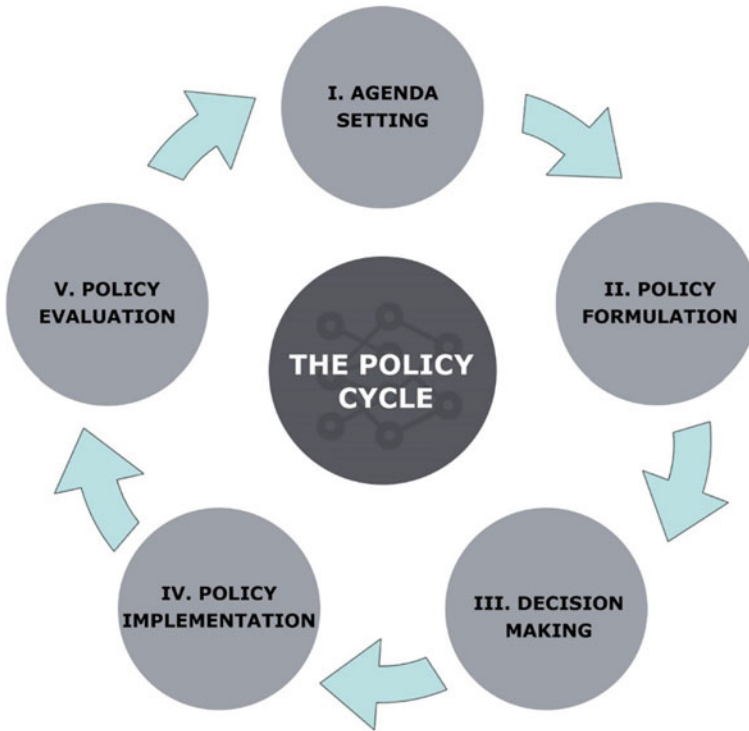 I. AGENDA
SETTING
II. POLICY
FORMULATION
III. DECISION
MAKING
IV. POLICY
IMPLEMENTATION
V. POLICY
EVALUATION
THE POLICY
CYCLE